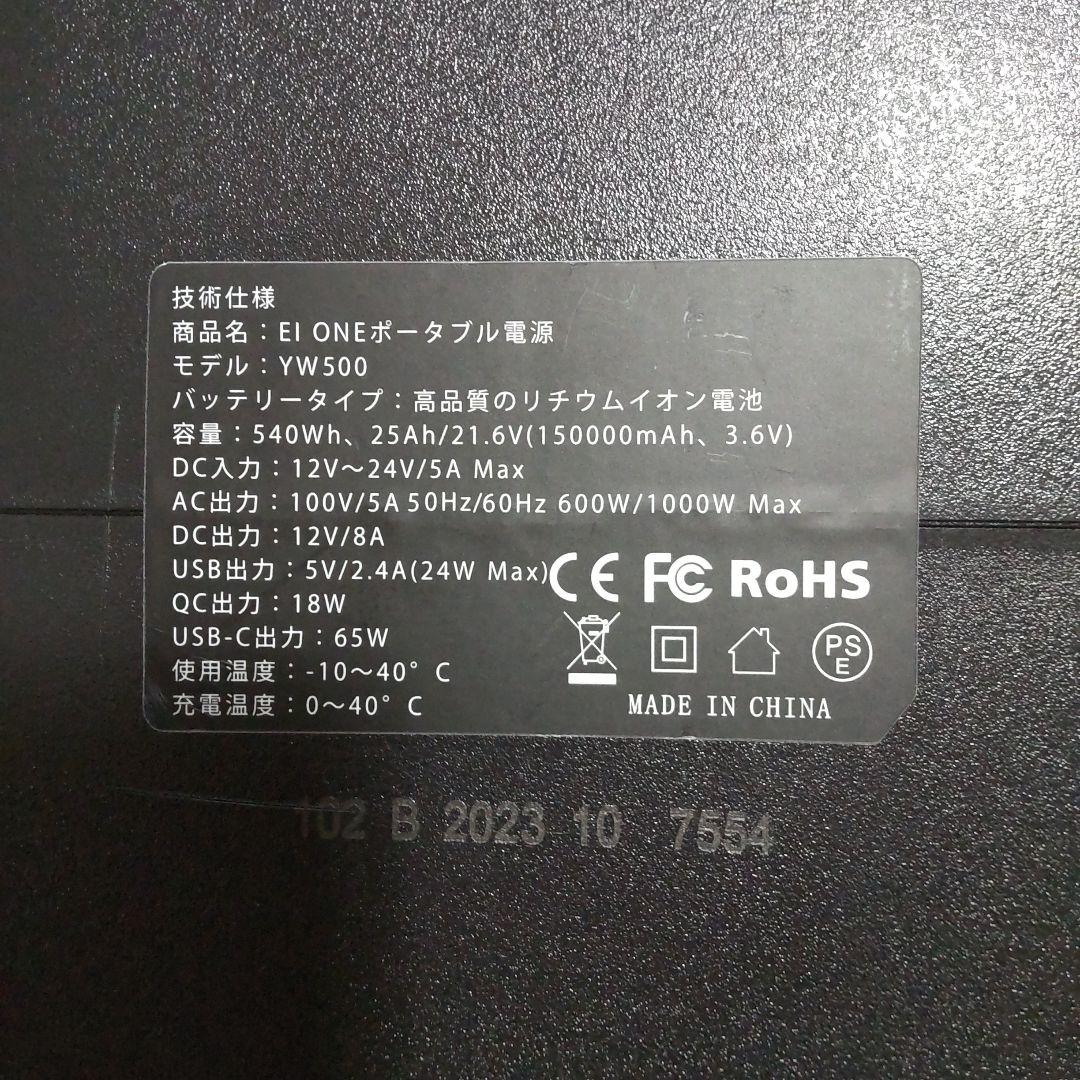 技術仕様
商品名：EI ONEポータブル電源
モデル：YW500
バッテリータイプ：高品質のリチウムイオン電池
容量：540Wh、25Ah/21.6V(150000mAh、3.6V)
DC入力：12V～24V/5A Max
AC出力：100V/5A 50Hz/60Hz 600W/1000W Max
DC出力：12V/8A
USB出力：5V/2.4A(24W Max)
CE FC RoHS
QC出力：18W
USB-C出力：65W
PS
E
使用温度：-10～40°C
充電温度：0～40°C
MADE IN CHINA
102 B 2023 10 7554